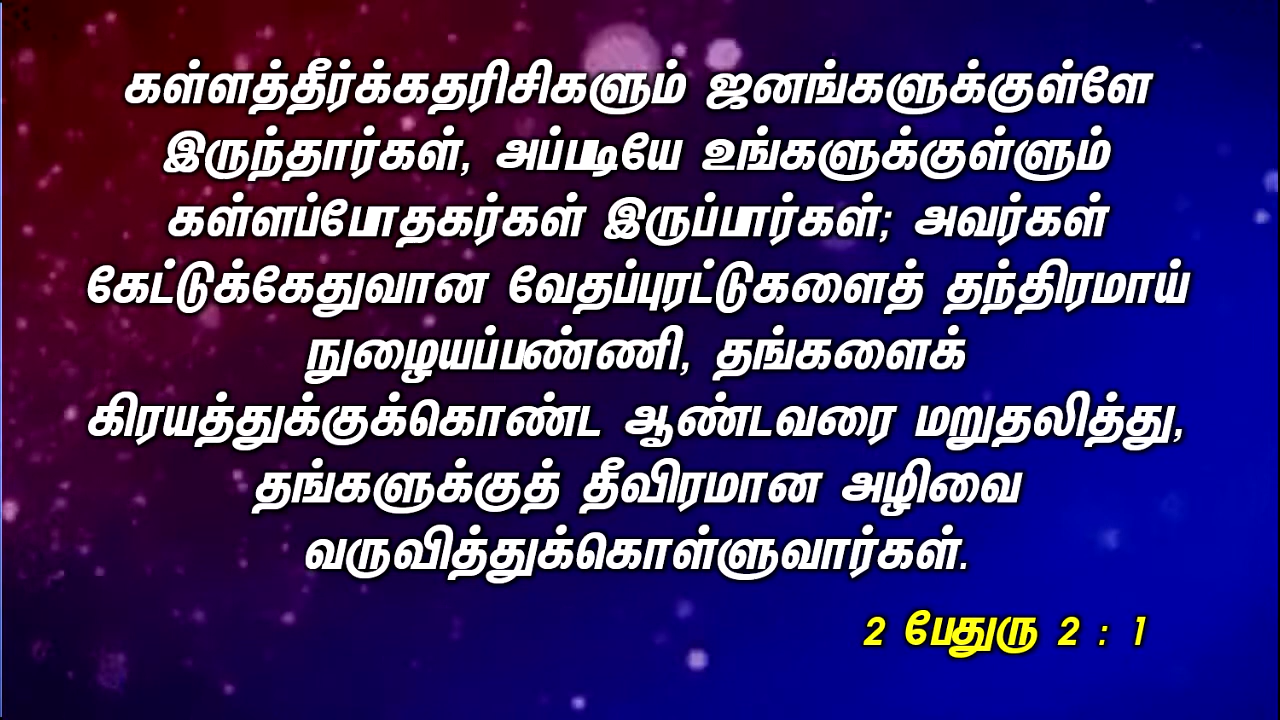 கள்ளத்தீர்க்கதரிசிகளும் ஜனங்களுக்குள்ளே
இருந்தார்கள், அப்படியே உங்களுக்குள்ளும்
கள்ளப்போதகர்கள் இருப்பார்கள்; அவர்கள்
கேட்டுக்கேதுவான வேதப்புரட்டுகளைத் தந்திரமாய்
நுழையப்பண்ணி, தங்களைக்
கிரயத்துக்குக்கொண்ட ஆண்டவரை மறுதலித்து,
தங்களுக்குத் தீவிரமான அழிவை
வருவித்துக்கொள்ளுவார்கள்.
2 பேதுரு 2 : 1